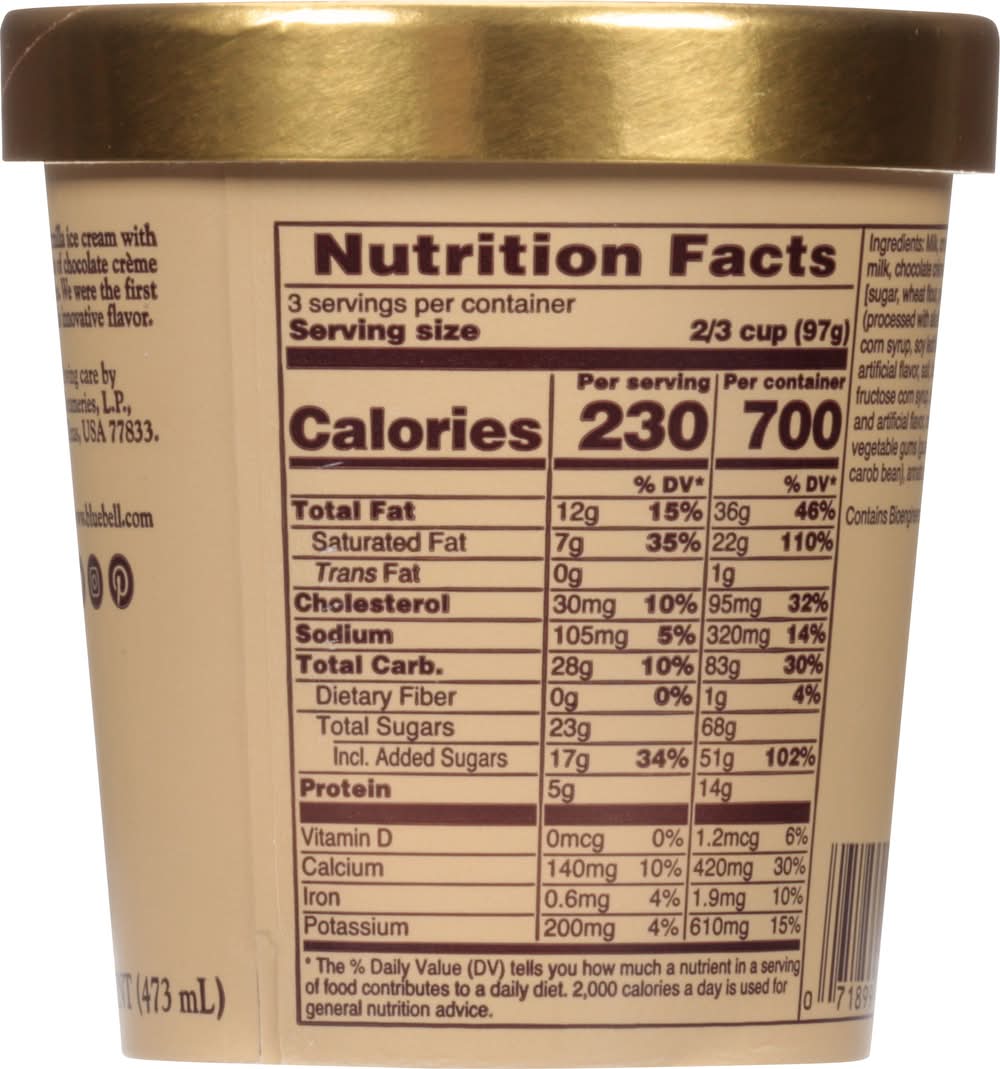 ice cream with
chocolate crème
We were the first
innovative flavor.
care by
L.P.,
USA 77833.
bluebell.com
(473 mL)
Nutrition Facts
3 servings per container
Serving size 2/3 cup (97g)
Per serving Per container
Calories 230 700
% DV* % DV*
Total Fat 12g 15% 36g 46%
Saturated Fat 7g 35% 22g 110%
Trans Fat 0g 1g
Cholesterol 30mg 10% 95mg 32%
Sodium 105mg 5% 320mg 14%
Total Carb. 28g 10% 83g 30%
Dietary Fiber 0g 0% 1g 4%
Total Sugars 23g 68g
Incl. Added Sugars 17g 34% 51g 102%
Protein 5g 14g
Vitamin D 0mcg 0% 1.2mcg 6%
Calcium 140mg 10% 420mg 30%
Iron 0.6mg 4% 1.9mg 10%
Potassium 200mg 4% 610mg 15%
* The % Daily Value (DV) tells you how much a nutrient in a serving
of food contributes to a daily diet. 2,000 calories a day is used for
general nutrition advice.
Ingredients: Milk,
milk, chocolate
[sugar, wheat
(processed with
corn syrup, soy
artificial flavor,
fructose corn
and artificial
vegetable gums
carob bean),
Contains
0 7189